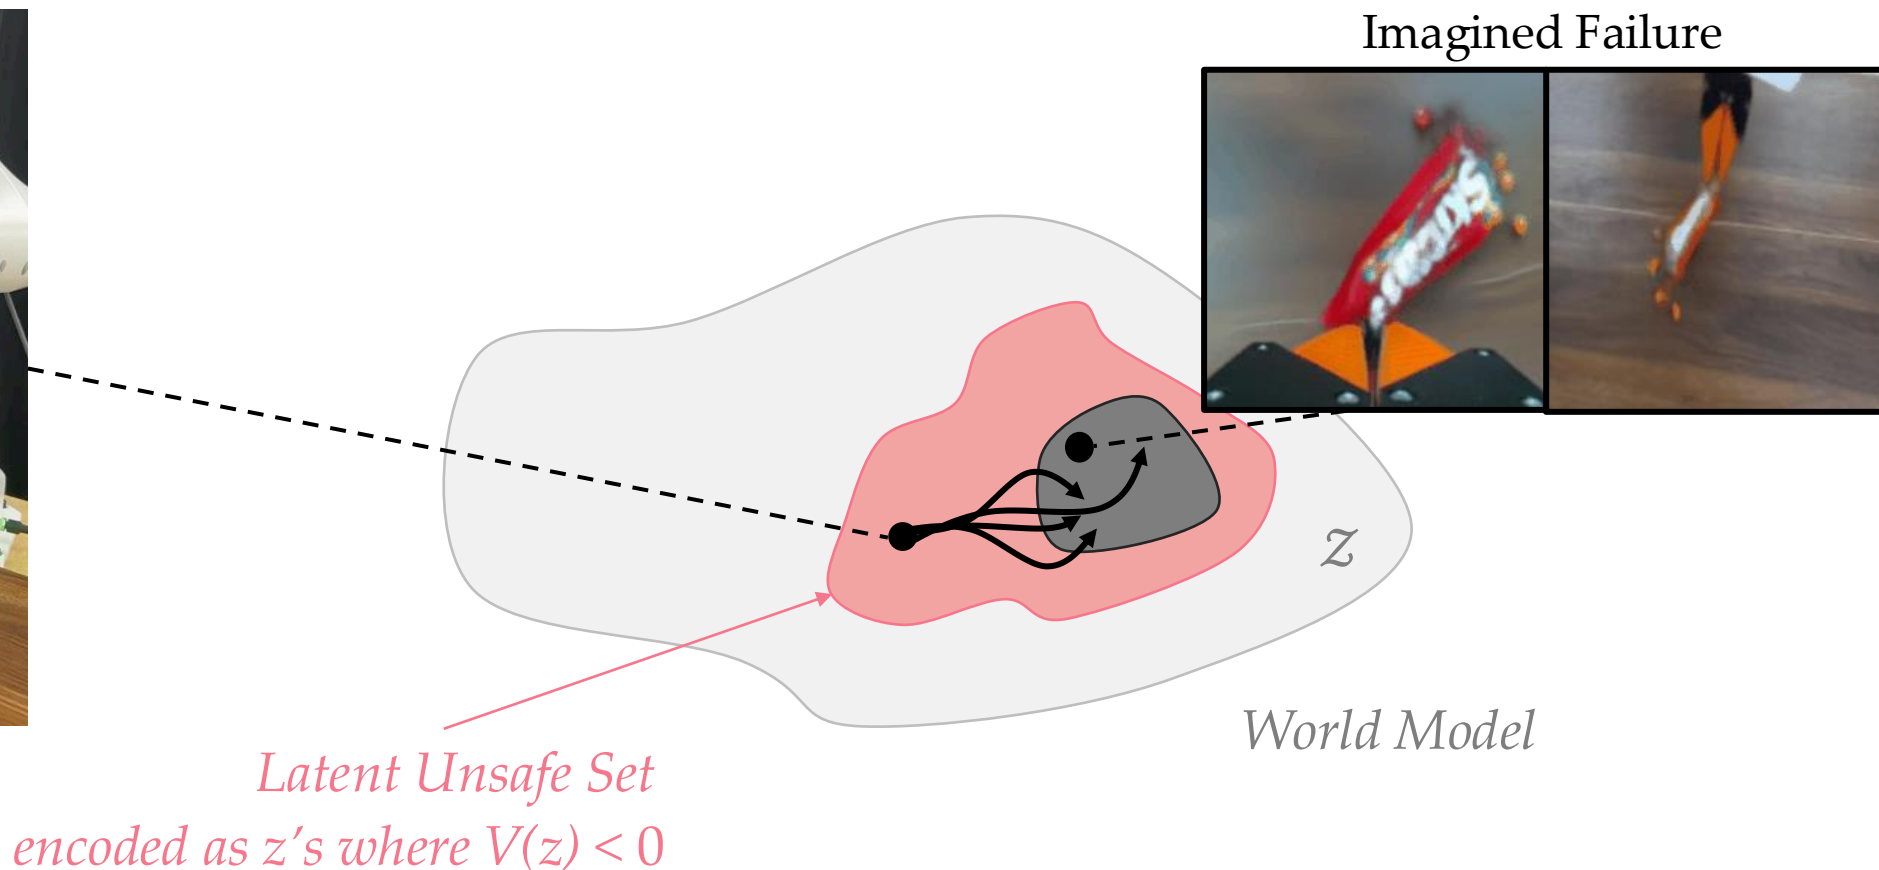 Imagined Failure
z
World Model
Latent Unsafe Set
encoded as z's where V(z) < 0